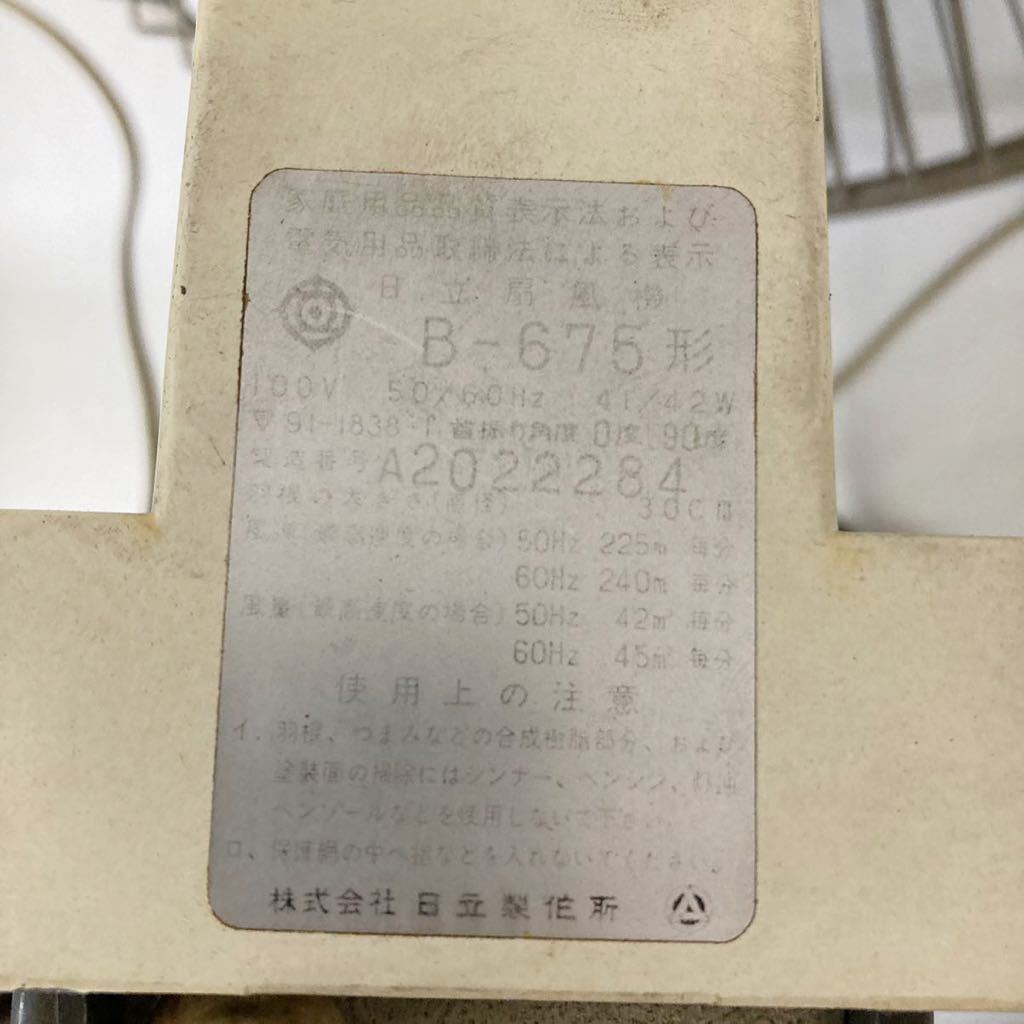 家庭用品品質表示法および
電気用品取締法による表示
日立扇風機
B-675形
100V 50/60Hz 41/42W
91-1838 首振り角度 0度 90度
製造番号 A2022284
羽根の大きさ(直径) 30Cm
風速(最高速度の場合) 50Hz 225m 毎分
60Hz 240m 毎分
風量(最高速度の場合) 50Hz 42m³ 毎分
60Hz 45m³ 毎分
使用上の注意
イ、羽根、つまみなどの合成樹脂部分、および
塗装面の掃除にはシンナー、ベンジン、灯油
ベンゾールなどを使用しないで下さい。
ロ、保護網の中へ指などを入れないでください。
株式会社 日立製作所